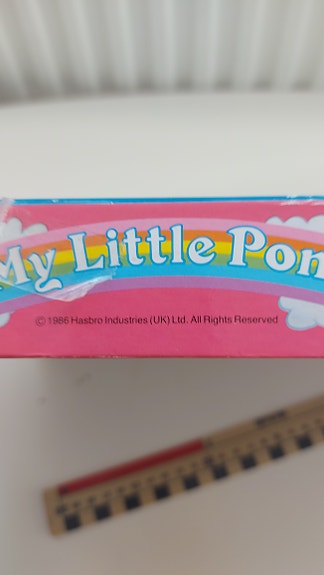 My Little Pon
© 1986 Hasbro Industries (UK) Ltd. All Rights Reserved